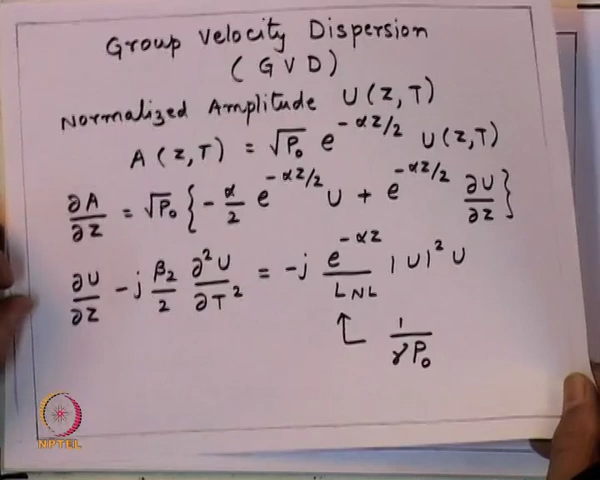 Group Velocity Dispersion
(GVD)
Normalized Amplitude U(z,T)
A(z,T) = √P₀ e^(-αz/2) U(z,T)
∂A/∂z = √P₀ { -α/2 e^(-αz/2) U + e^(-αz/2) ∂U/∂z }
∂U/∂z - j β₂/2 ∂²U/∂T² = -j e^(-αz)/L_NL |U|² U
1/γP₀
NPTEL